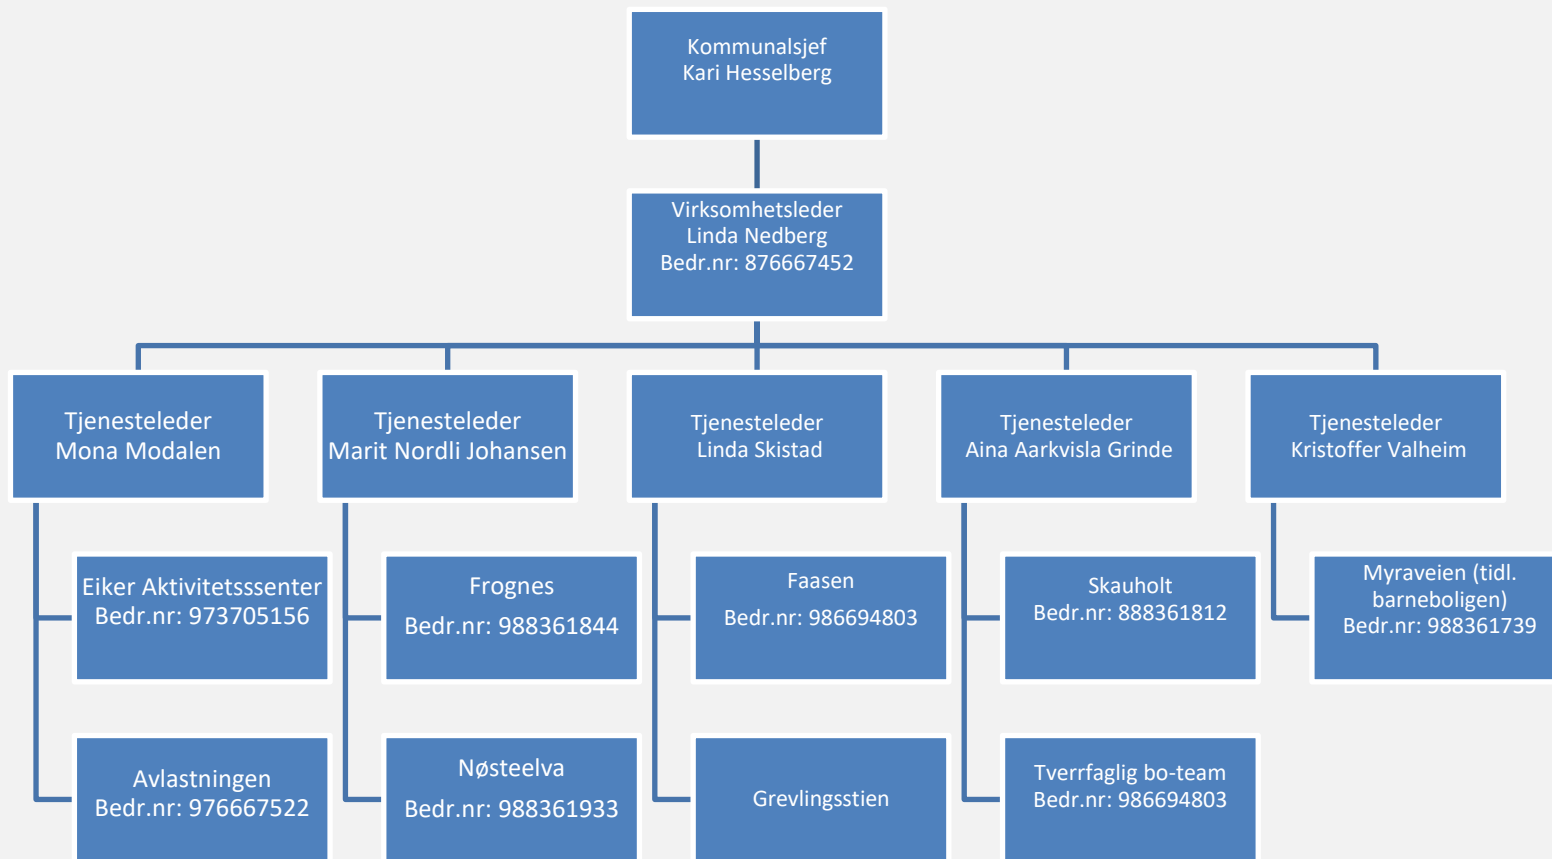 Kommunalsjef
Kari Hesselberg
Virksomhetsleder
Linda Nedberg
Bedr.nr: 876667452
Tjenesteleder
Mona Modalen
Tjenesteleder
Marit Nordli Johansen
Tjenesteleder
Linda Skistad
Tjenesteleder
Aina Aarkvisla Grinde
Tjenesteleder
Kristoffer Valheim
Eiker Aktivitetsssenter
Bedr.nr: 973705156
Frognes
Bedr.nr: 988361844
Faasen
Bedr.nr: 986694803
Skauholt
Bedr.nr: 888361812
Myraveien (tidl.
barneboligen)
Bedr.nr: 988361739
Avlastningen
Bedr.nr: 976667522
Nøsteelva
Bedr.nr: 988361933
Grevlingsstien
Tverrfaglig bo-team
Bedr.nr: 986694803